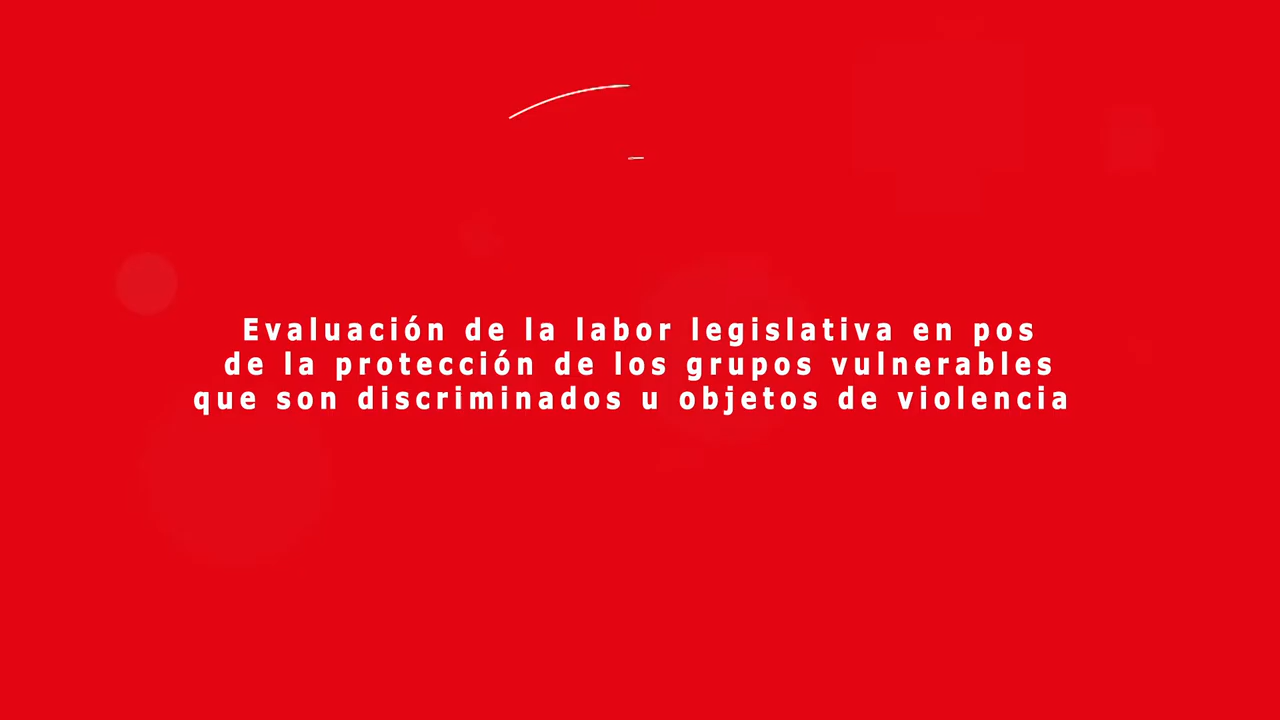 Evaluación de la labor legislativa en pos
de la protección de los grupos vulnerables
que son discriminados u objetos de violencia